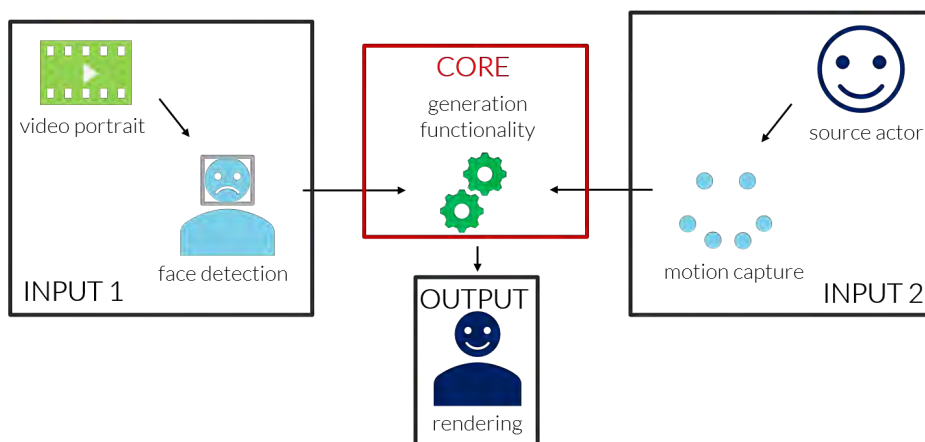 video portrait
face detection
INPUT 1
CORE
generation
functionality
source actor
motion capture
INPUT 2
OUTPUT
rendering